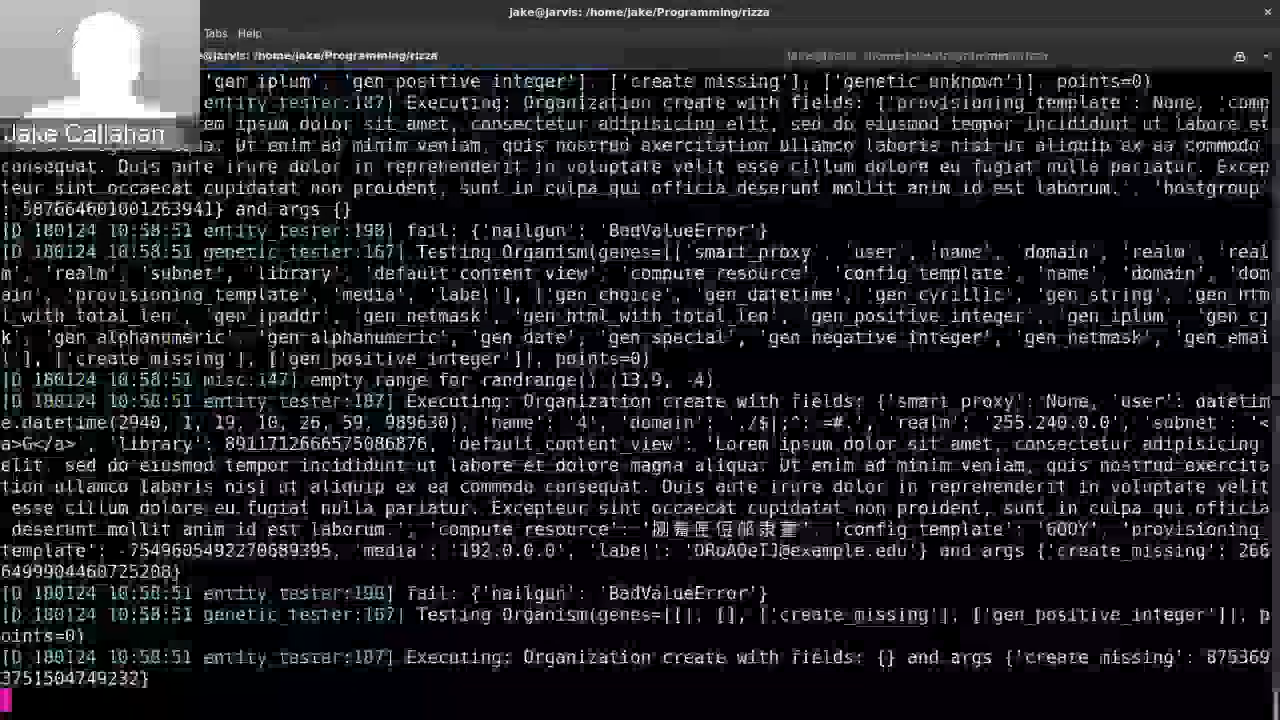 jake@jarvis: /home/jake/Programming/rizza
Tabs Help
@jarvis: /home/jake/Programming/rizza
'gen_iplum', 'gen_positive_integer'], ['create_missing'], ['genetic_unknown']], points=0)
Jake Callahan
entity_tester:187] Executing: Organization create with fields: {'provisioning_template': None, 'comp
em ipsum dolor sit amet, consectetur adipisicing elit, sed do eiusmod tempor incididunt ut labore et
Ut enim ad minim veniam, quis nostrud exercitation ullamco laboris nisi ut aliquip ex ea commodo
consequat. Duis aute irure dolor in reprehenderit in voluptate velit esse cillum dolore eu fugiat nulla pariatur. Excep
teur sint occaecat cupidatat non proident, sunt in culpa qui officia deserunt mollit anim id est laborum.', 'hostgroup'
: 587664601001263941} and args {}
[D 180124 10:58:51 entity_tester:198] fail: {'nailgun': 'BadValueError'}
[D 180124 10:58:51 genetic_tester:167] Testing Organism(genes=[['smart_proxy', 'user', 'name', 'domain', 'realm', 'real
m', 'realm', 'subnet', 'library', 'default_content_view', 'compute_resource', 'config_template', 'name', 'domain', 'dom
ain', 'provisioning_template', 'media', 'label'], ['gen_choice', 'gen_datetime', 'gen_cyrillic', 'gen_string', 'gen_htm
l_with_total_len', 'gen_ipaddr', 'gen_netmask', 'gen_html_with_total_len', 'gen_positive_integer', 'gen_iplum', 'gen_cj
k', 'gen_alphanumeric', 'gen_alphanumeric', 'gen_date', 'gen_special', 'gen_negative_integer', 'gen_netmask', 'gen_emai
l'], ['create_missing'], ['gen_positive_integer']], points=0)
[D 180124 10:58:51 misc:147] empty range for randrange() (13,9, -4)
[D 180124 10:58:51 entity_tester:187] Executing: Organization create with fields: {'smart_proxy': None, 'user': datetim
e.datetime(2940, 1, 19, 10, 26, 59, 989630), 'name': '4', 'domain': 'realm': '255.240.0.0', 'subnet': '<
a>G</a>', 'library': 8911712666575086876, 'default_content_view': 'Lorem ipsum dolor sit amet, consectetur adipisicing
elit, sed do eiusmod tempor incididunt ut labore et dolore magna aliqua. Ut enim ad minim veniam, quis nostrud exercita
tion ullamco laboris nisi ut aliquip ex ea commodo consequat. Duis aute irure dolor in reprehenderit in voluptate velit
esse cillum dolore eu fugiat nulla pariatur. Excepteur sint occaecat cupidatat non proident, sunt in culpa qui officia
deserunt mollit anim id est laborum.', 'compute_resource': 'config_template': 'provisioning_
template': -7549605492270689395, 'media': '192.0.0.0', 'label': 'ORoAOeTJ@example.edu'} and args {'create_missing': 266
6499904460725208}
[D 180124 10:58:51 entity_tester:198] fail: {'nailgun': 'BadValueError'}
[D 180124 10:58:51 genetic_tester:167] Testing Organism(genes=[[], [], ['create_missing'], ['gen_positive_integer']], p
oints=0)
[D 180124 10:58:51 entity_tester:187] Executing: Organization create with fields: {} and args {'create_missing': 875369
3751504749232}